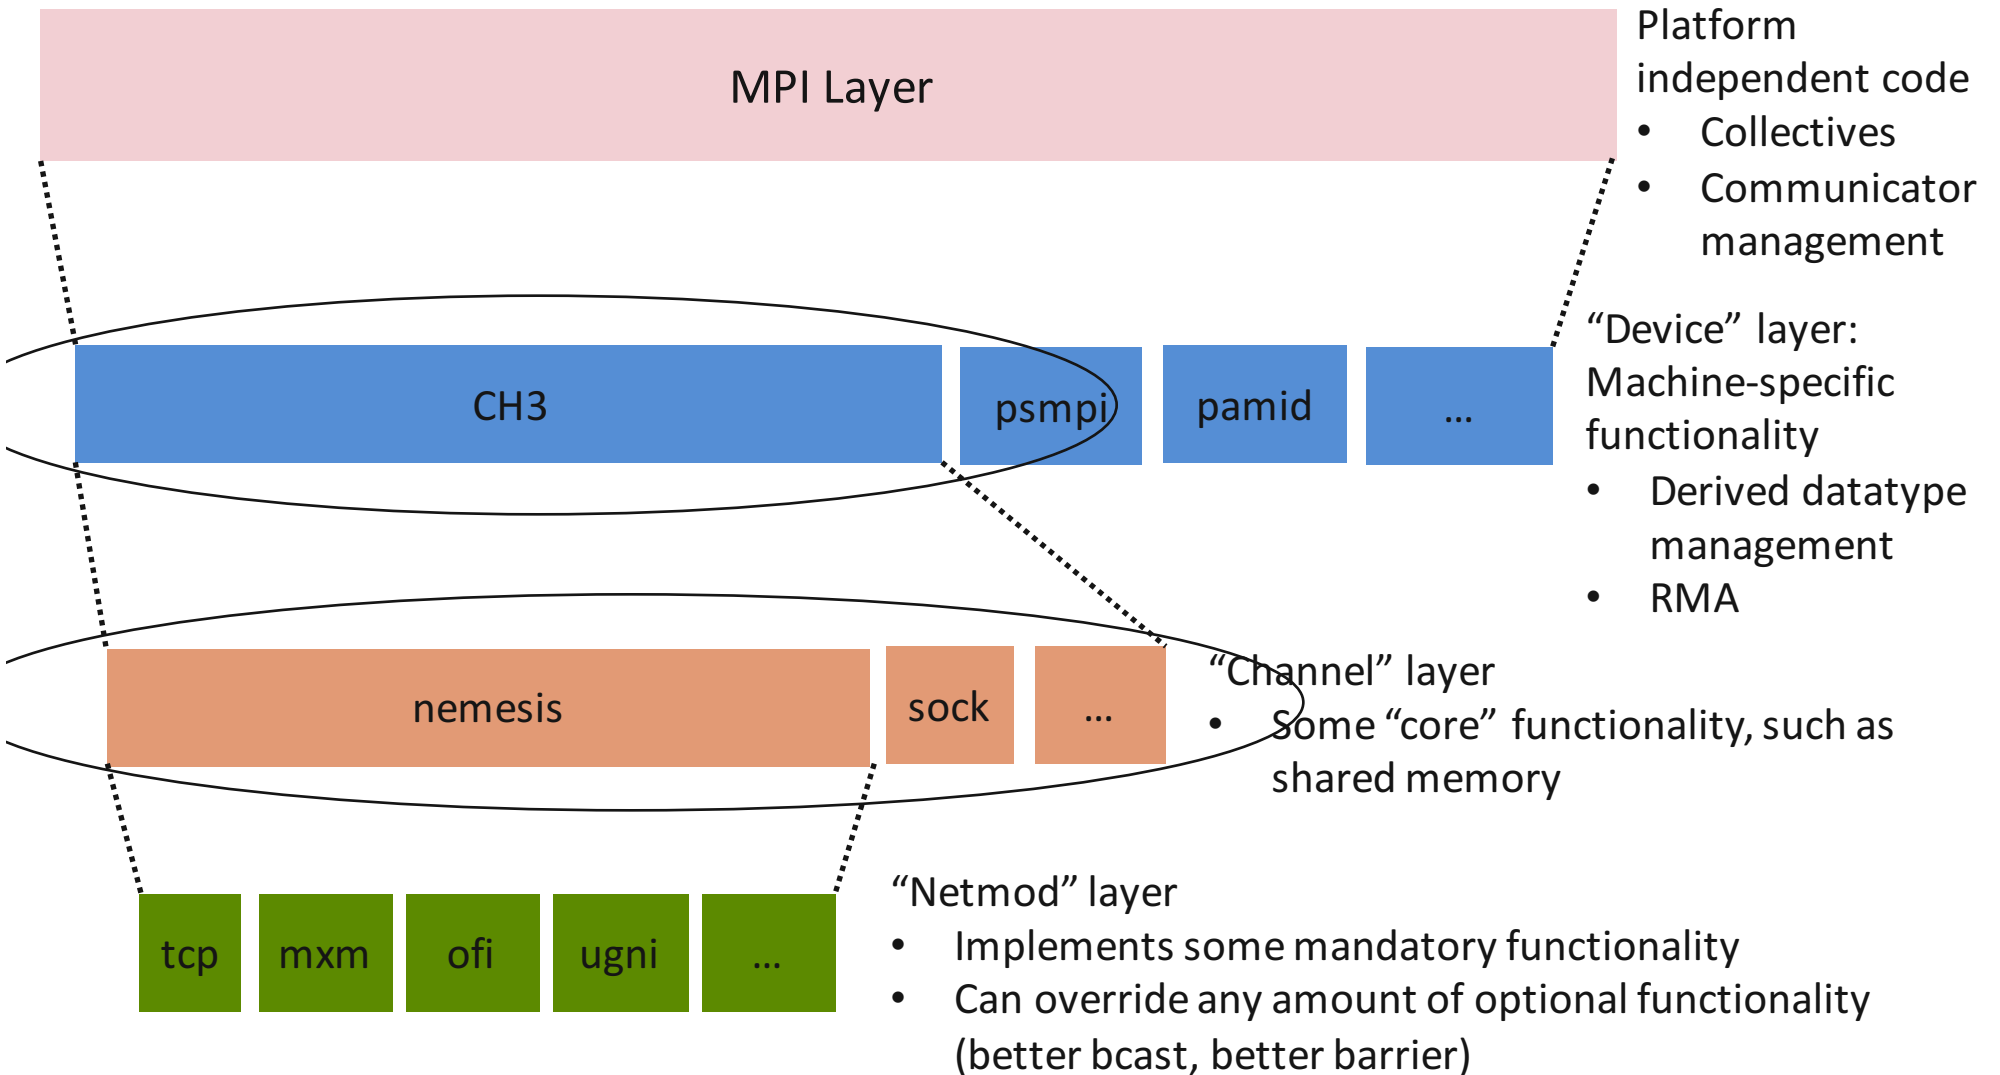 MPI Layer
Platform
independent code
• Collectives
• Communicator
management
CH3
psmpi
pamid
...
“Device” layer:
Machine-specific
functionality
• Derived datatype
management
• RMA
nemesis
sock
...
“Channel” layer
• Some “core” functionality, such as
shared memory
tcp
mxm
ofi
ugni
...
“Netmod” layer
• Implements some mandatory functionality
• Can override any amount of optional functionality
(better bcast, better barrier)